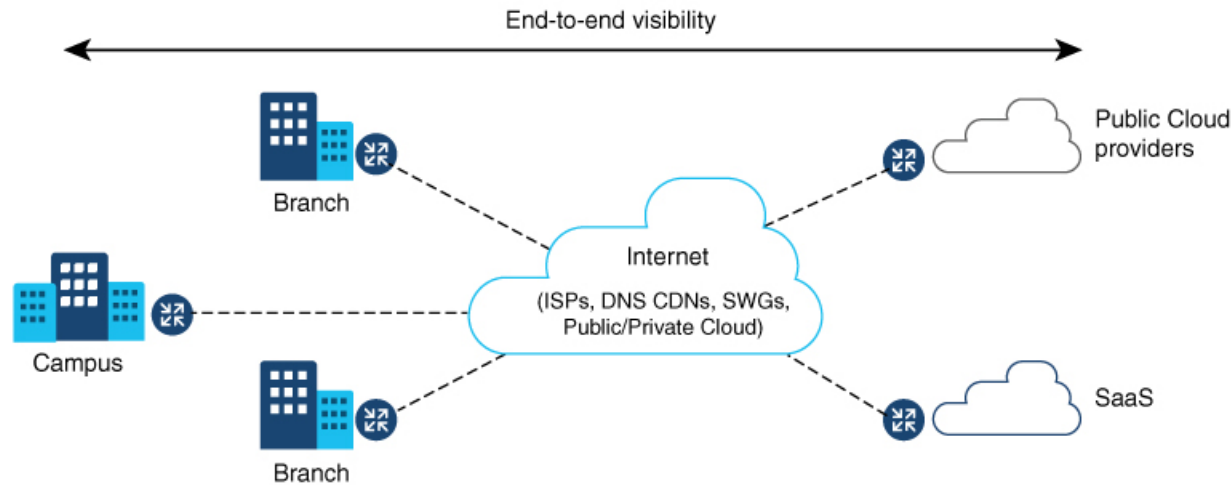 End-to-end visibility
Branch
Public Cloud
providers
Internet
(ISPs, DNS CDNs, SWGs,
Public/Private Cloud)
Campus
SaaS
Branch